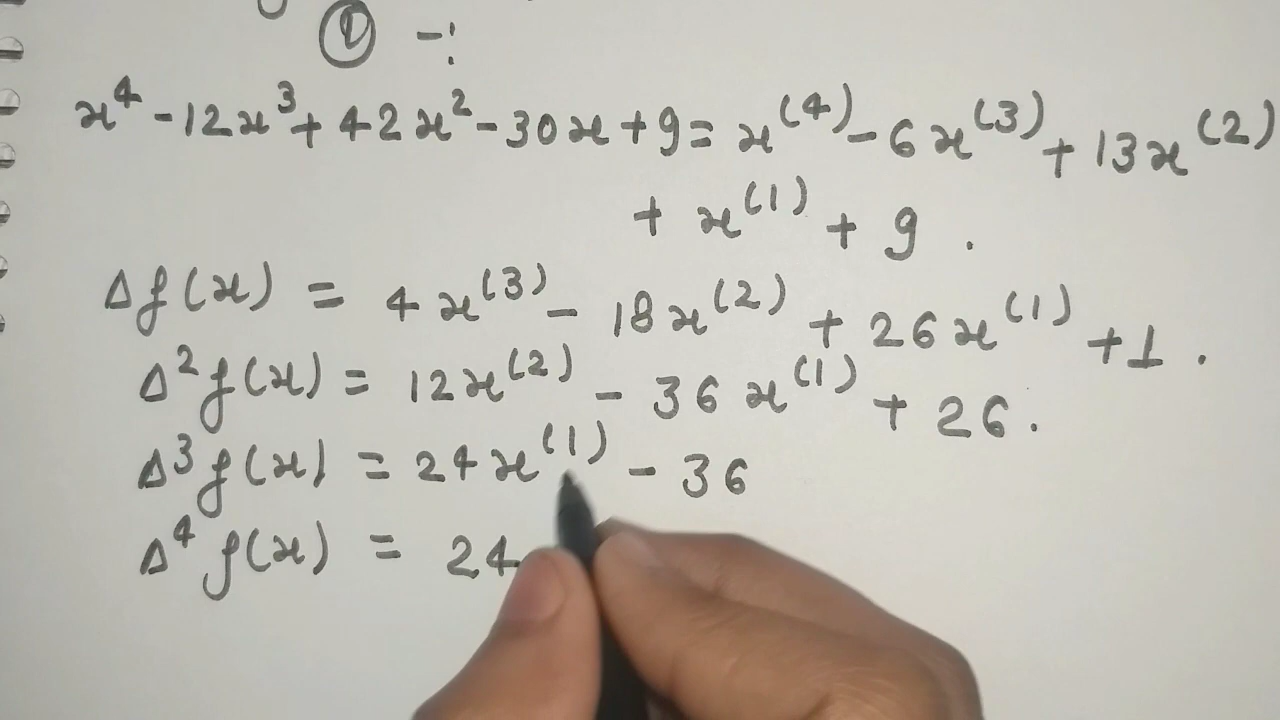 ② -:
x⁴ - 12x³ + 42x² - 30x + 9 = x⁽⁴⁾ - 6x⁽³⁾ + 13x⁽²⁾
+ x⁽¹⁾ + 9 .
Δf(x) = 4x⁽³⁾ - 18x⁽²⁾ + 26x⁽¹⁾ + 1 .
Δ²f(x) = 12x⁽²⁾ - 36x⁽¹⁾ + 26 .
Δ³f(x) = 24x⁽¹⁾ - 36
Δ⁴f(x) = 24